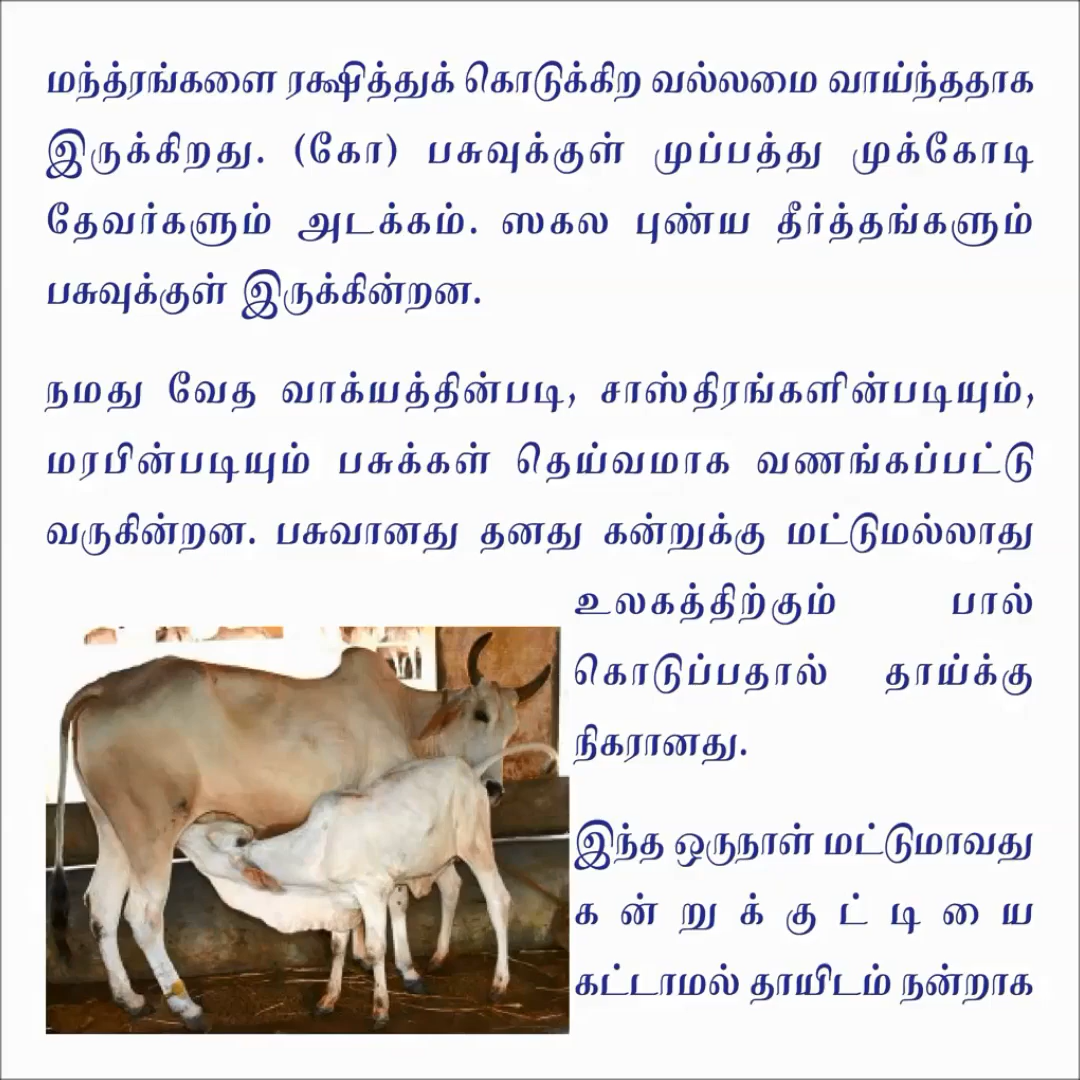 மந்த்ரங்களை ரக்ஷித்துக் கொடுக்கிற வல்லமை வாய்ந்ததாக
இருக்கிறது. (கோ) பசுவுக்குள் முப்பத்து முக்கோடி
தேவர்களும் அடக்கம். ஸகல புண்ய தீர்த்தங்களும்
பசுவுக்குள் இருக்கின்றன.
நமது வேத வாக்யத்தின்படி, சாஸ்திரங்களின்படியும்,
மரபின்படியும் பசுக்கள் தெய்வமாக வணங்கப்பட்டு
வருகின்றன. பசுவானது தனது கன்றுக்கு மட்டுமல்லாது
உலகத்திற்கும் பால்
கொடுப்பதால் தாய்க்கு
நிகரானது.
இந்த ஒருநாள் மட்டுமாவது
கன்றுக்குட்டியை
கட்டாமல் தாயிடம் நன்றாக